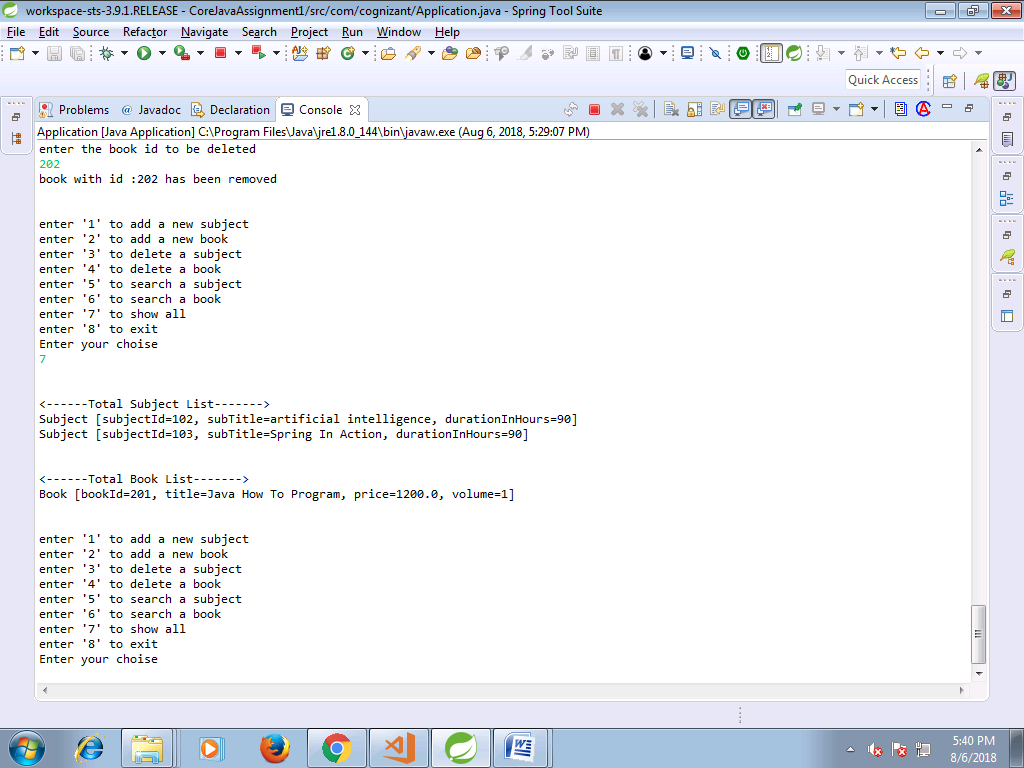 workspace-sts-3.9.1.RELEASE - CoreJavaAssignment1/src/com/cognizant/Application.java - Spring Tool Suite
File Edit Source Refactor Navigate Search Project Run Window Help
Quick Access
Problems @ Javadoc Declaration Console
Application [Java Application] C:\Program Files\Java\jre1.8.0_144\bin\javaw.exe (Aug 6, 2018, 5:29:07 PM)
enter the book id to be deleted
202
book with id :202 has been removed
enter '1' to add a new subject
enter '2' to add a new book
enter '3' to delete a subject
enter '4' to delete a book
enter '5' to search a subject
enter '6' to search a book
enter '7' to show all
enter '8' to exit
Enter your choise
7
<------Total Subject List------->
Subject [subjectId=102, subTitle=artificial intelligence, durationInHours=90]
Subject [subjectId=103, subTitle=Spring In Action, durationInHours=90]
<------Total Book List------->
Book [bookId=201, title=Java How To Program, price=1200.0, volume=1]
enter '1' to add a new subject
enter '2' to add a new book
enter '3' to delete a subject
enter '4' to delete a book
enter '5' to search a subject
enter '6' to search a book
enter '7' to show all
enter '8' to exit
Enter your choise
5:40 PM
8/6/2018